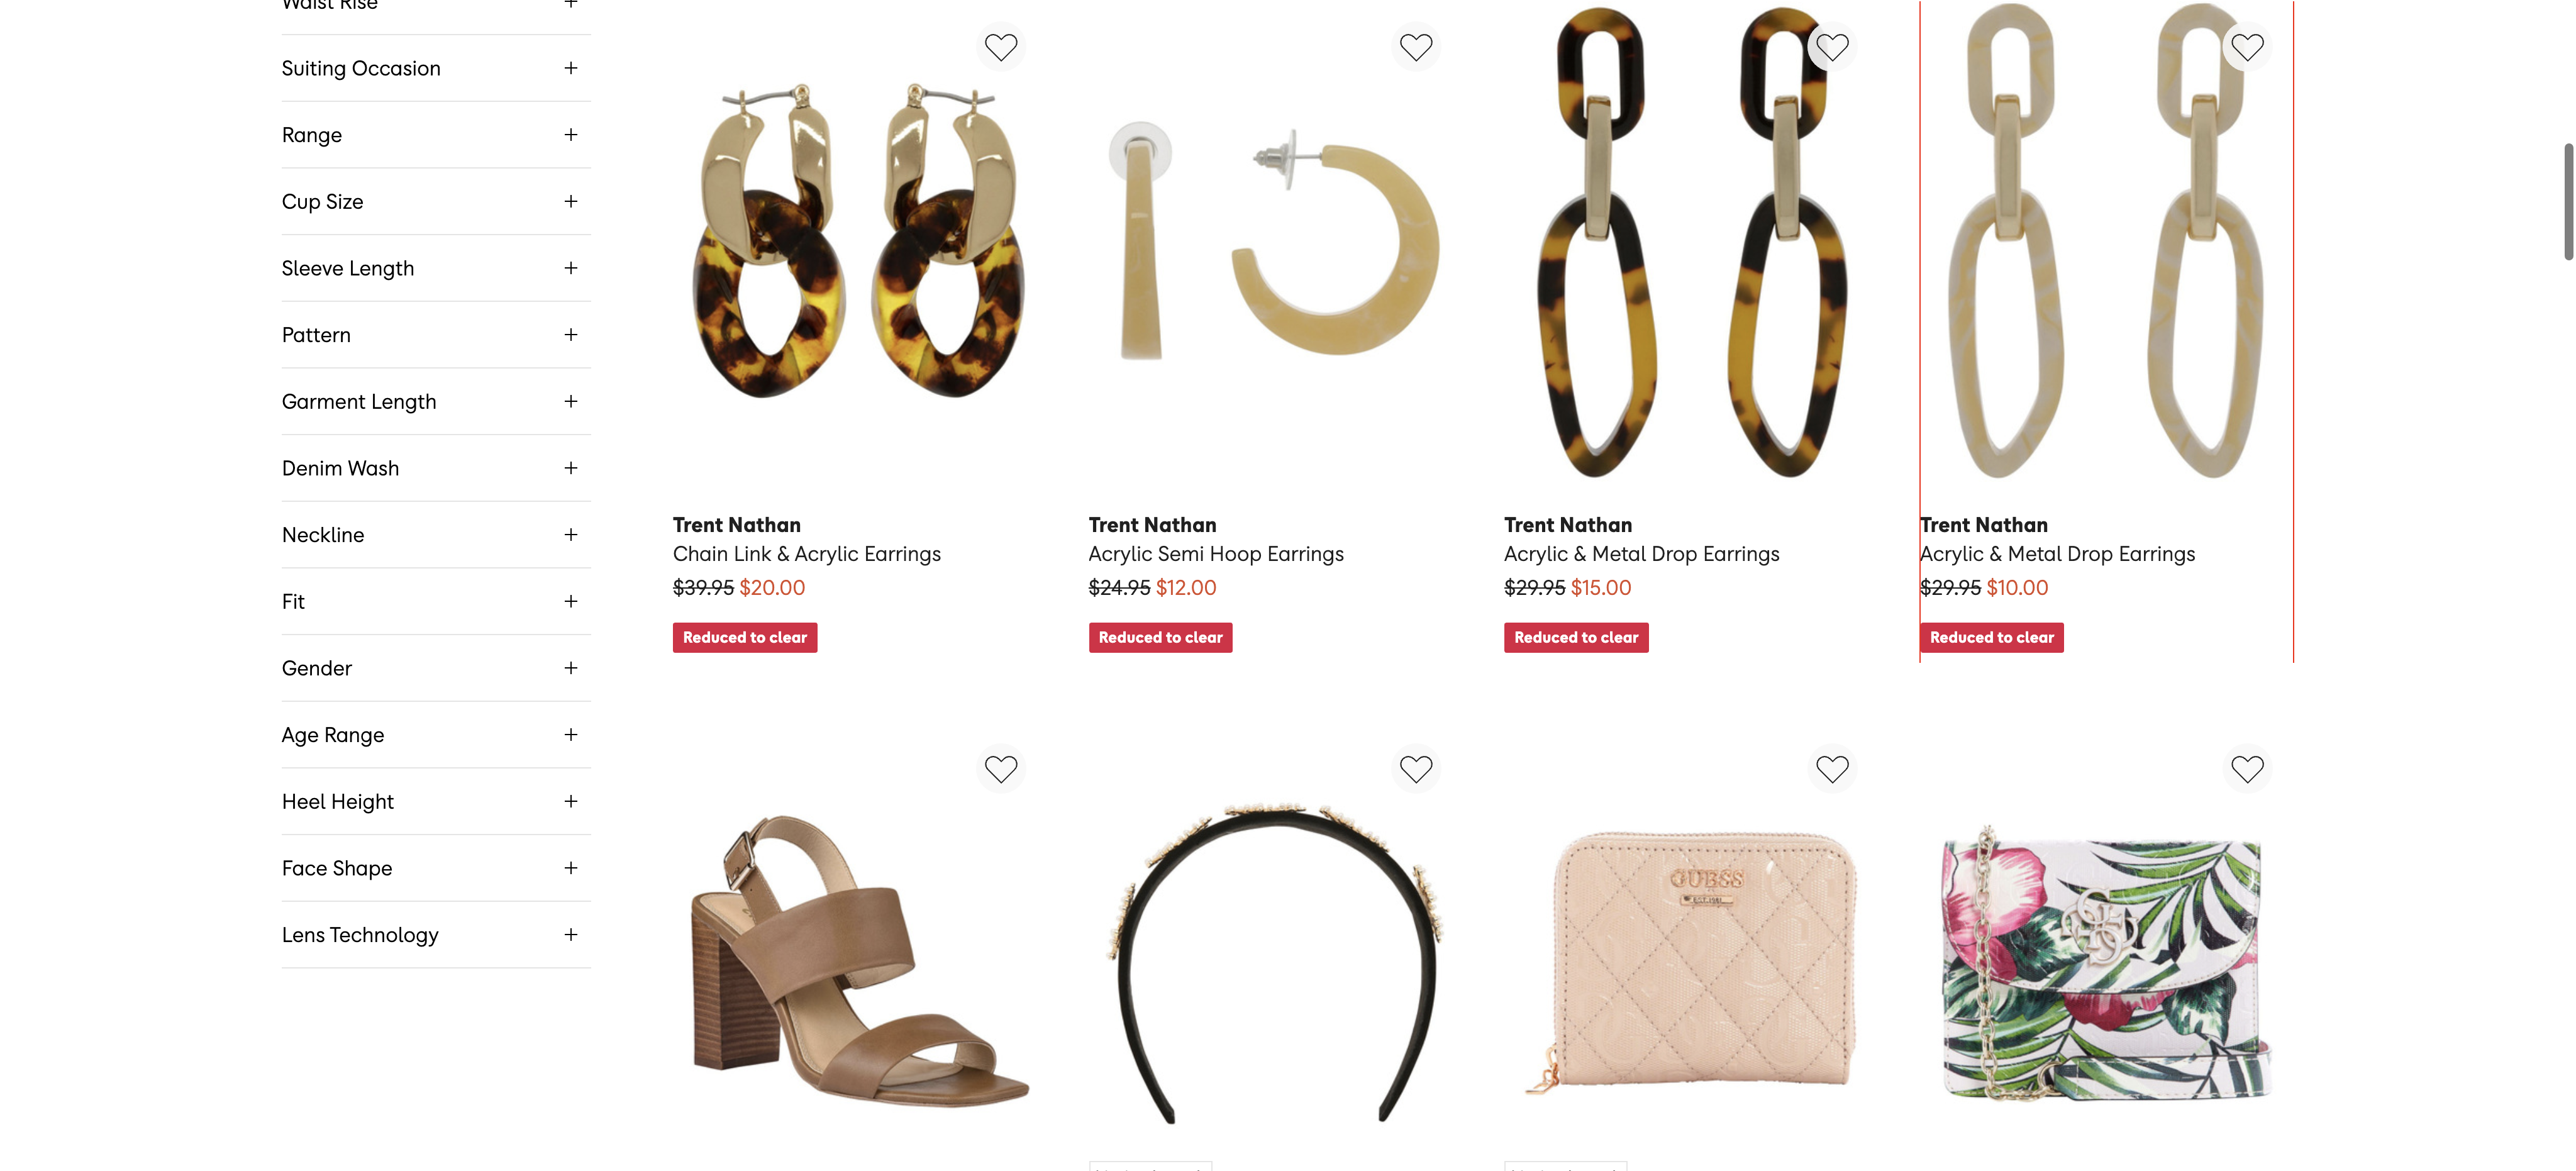 Waist Rise
Suiting Occasion
Range
Cup Size
Sleeve Length
Pattern
Garment Length
Denim Wash
Neckline
Fit
Gender
Age Range
Heel Height
Face Shape
Lens Technology
Trent Nathan
Chain Link & Acrylic Earrings
$39.95 $20.00
Reduced to clear
Trent Nathan
Acrylic Semi Hoop Earrings
$24.95 $12.00
Reduced to clear
Trent Nathan
Acrylic & Metal Drop Earrings
$29.95 $15.00
Reduced to clear
Trent Nathan
Acrylic & Metal Drop Earrings
$29.95 $10.00
Reduced to clear
GUESS